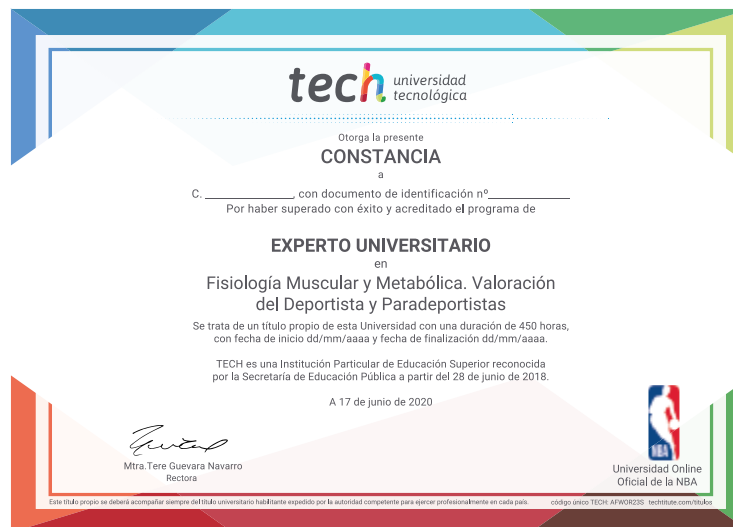 tech universidad
tecnológica
Otorga la presente
CONSTANCIA
a
C. ______________, con documento de identificación nº______________
Por haber superado con éxito y acreditado el programa de
EXPERTO UNIVERSITARIO
en
Fisiología Muscular y Metabólica. Valoración
del Deportista y Paradeportistas
Se trata de un título propio de esta Universidad con una duración de 450 horas,
con fecha de inicio dd/mm/aaaa y fecha de finalización dd/mm/aaaa.
TECH es una Institución Particular de Educación Superior reconocida
por la Secretaría de Educación Pública a partir del 28 de junio de 2018.
A 17 de junio de 2020
Mtra.Tere Guevara Navarro
Rectora
NBA
Universidad Online
Oficial de la NBA
Este título propio se deberá acompañar siempre del título universitario habilitante expedido por la autoridad competente para ejercer profesionalmente en cada país. código único TECH: AFWOR23S techtitute.com/titulos